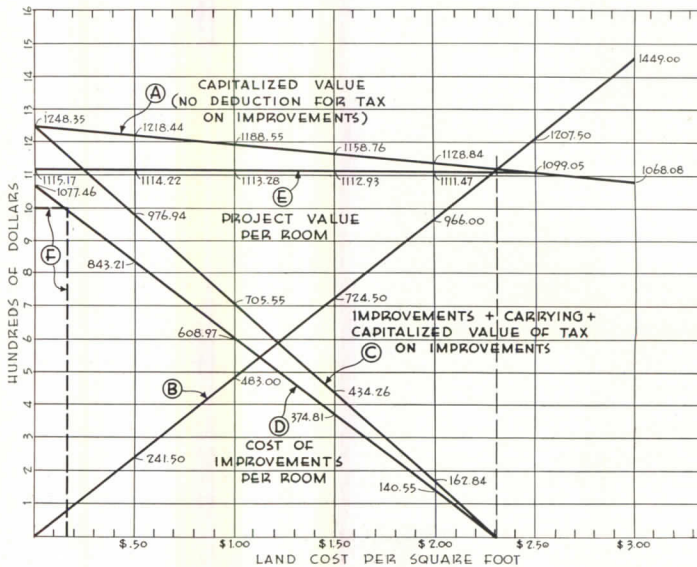 HUNDREDS OF DOLLARS
16
15
14
13
12
11
10
9
8
7
6
5
4
3
2
1
A
CAPITALIZED VALUE
(NO DEDUCTION FOR TAX
ON IMPROVEMENTS)
1449.00
1248.35
1218.44
1188.55
1158.76
1128.84
1207.50
1099.05
1068.08
1115.17
1114.22
1113.28
1112.93
1111.47
1077.46
E
PROJECT VALUE
PER ROOM
976.94
966.00
F
843.21
705.55
724.50
608.97
IMPROVEMENTS + CARRYING +
CAPITALIZED VALUE OF TAX
ON IMPROVEMENTS
C
B
483.00
434.26
374.81
D
COST OF
IMPROVEMENTS
PER ROOM
241.50
162.84
140.55
$.50
$1.00
$1.50
$2.00
$2.50
$3.00
LAND COST PER SQUARE FOOT